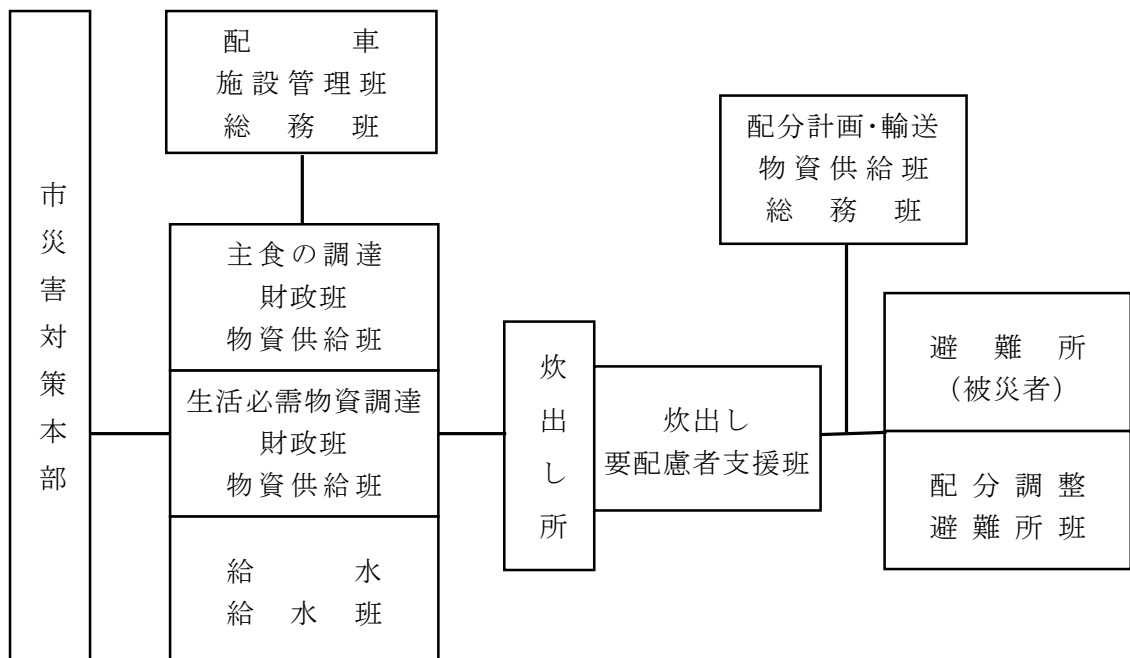 市災害対策本部
配車
施設管理班
総務班
主食の調達
財政班
物資供給班
生活必需物資調達
財政班
物資供給班
給水
給水班
炊出し所
炊出し
要配慮者支援班
配分計画・輸送
物資供給班
総務班
避難所
（被災者）
配分調整
避難所班